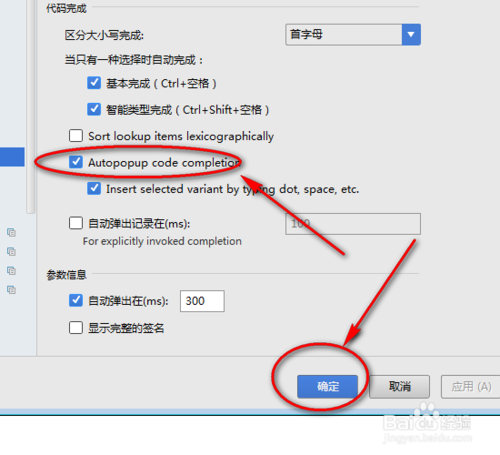 代码完成
区分大小写完成: 首字母
当只有一种选择时自动完成:
基本完成 ( Ctrl+空格 )
智能类型完成 ( Ctrl+Shift+空格 )
Sort lookup items lexicographically
Autopopup code completion
Insert selected variant by typing dot, space, etc.
自动弹出记录在(ms): 100
For explicitly invoked completion
参数信息
自动弹出在(ms): 300
显示完整的签名
确定 取消 应用 (A)
Baidu 经验
jingyan.baidu.com